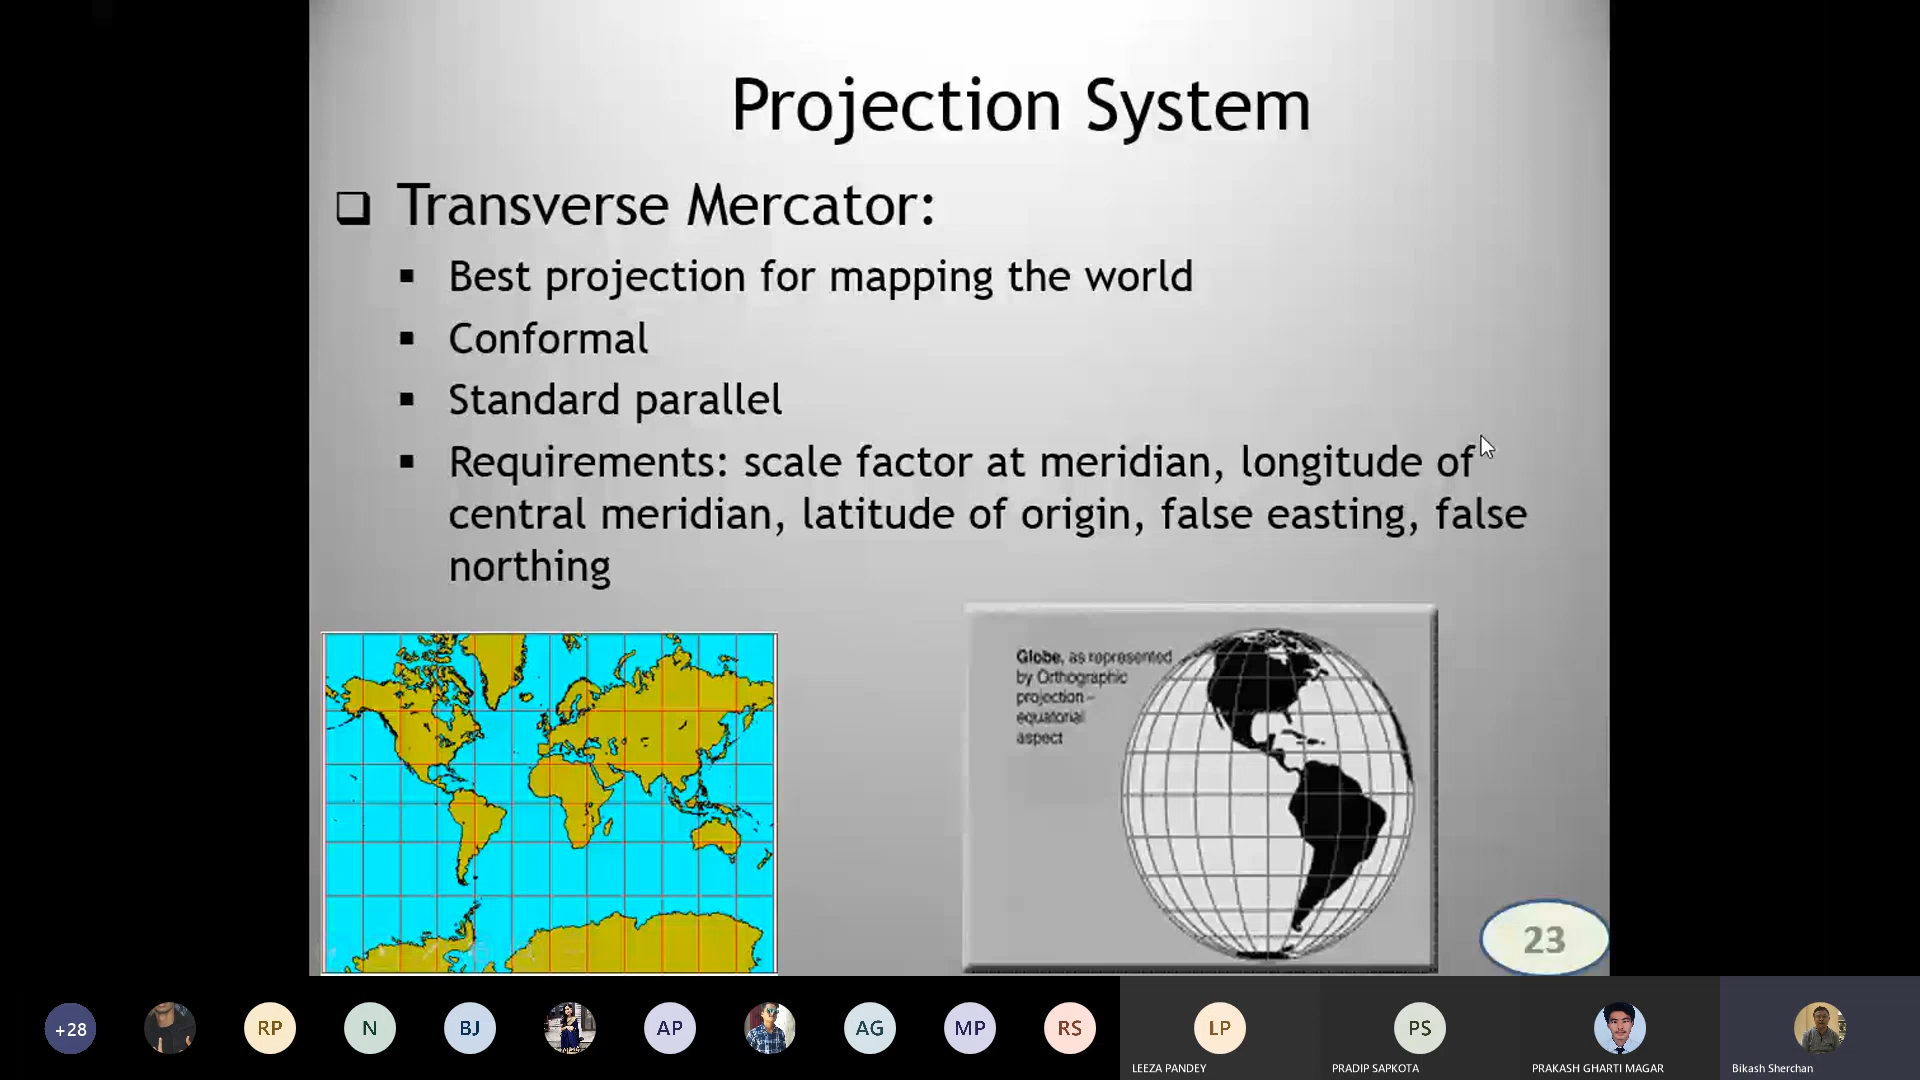 Projection System
Transverse Mercator:
Best projection for mapping the world
Conformal
Standard parallel
Requirements: scale factor at meridian, longitude of
central meridian, latitude of origin, false easting, false
northing
Globe, as represented
by Orthographic
projection –
equatorial
aspect
23
+28
RP
N
BJ
AP
AG
MP
RS
LP
PS
LEEZA PANDEY
PRADIP SAPKOTA
PRAKASH GHARTI MAGAR
Bikash Sherchan